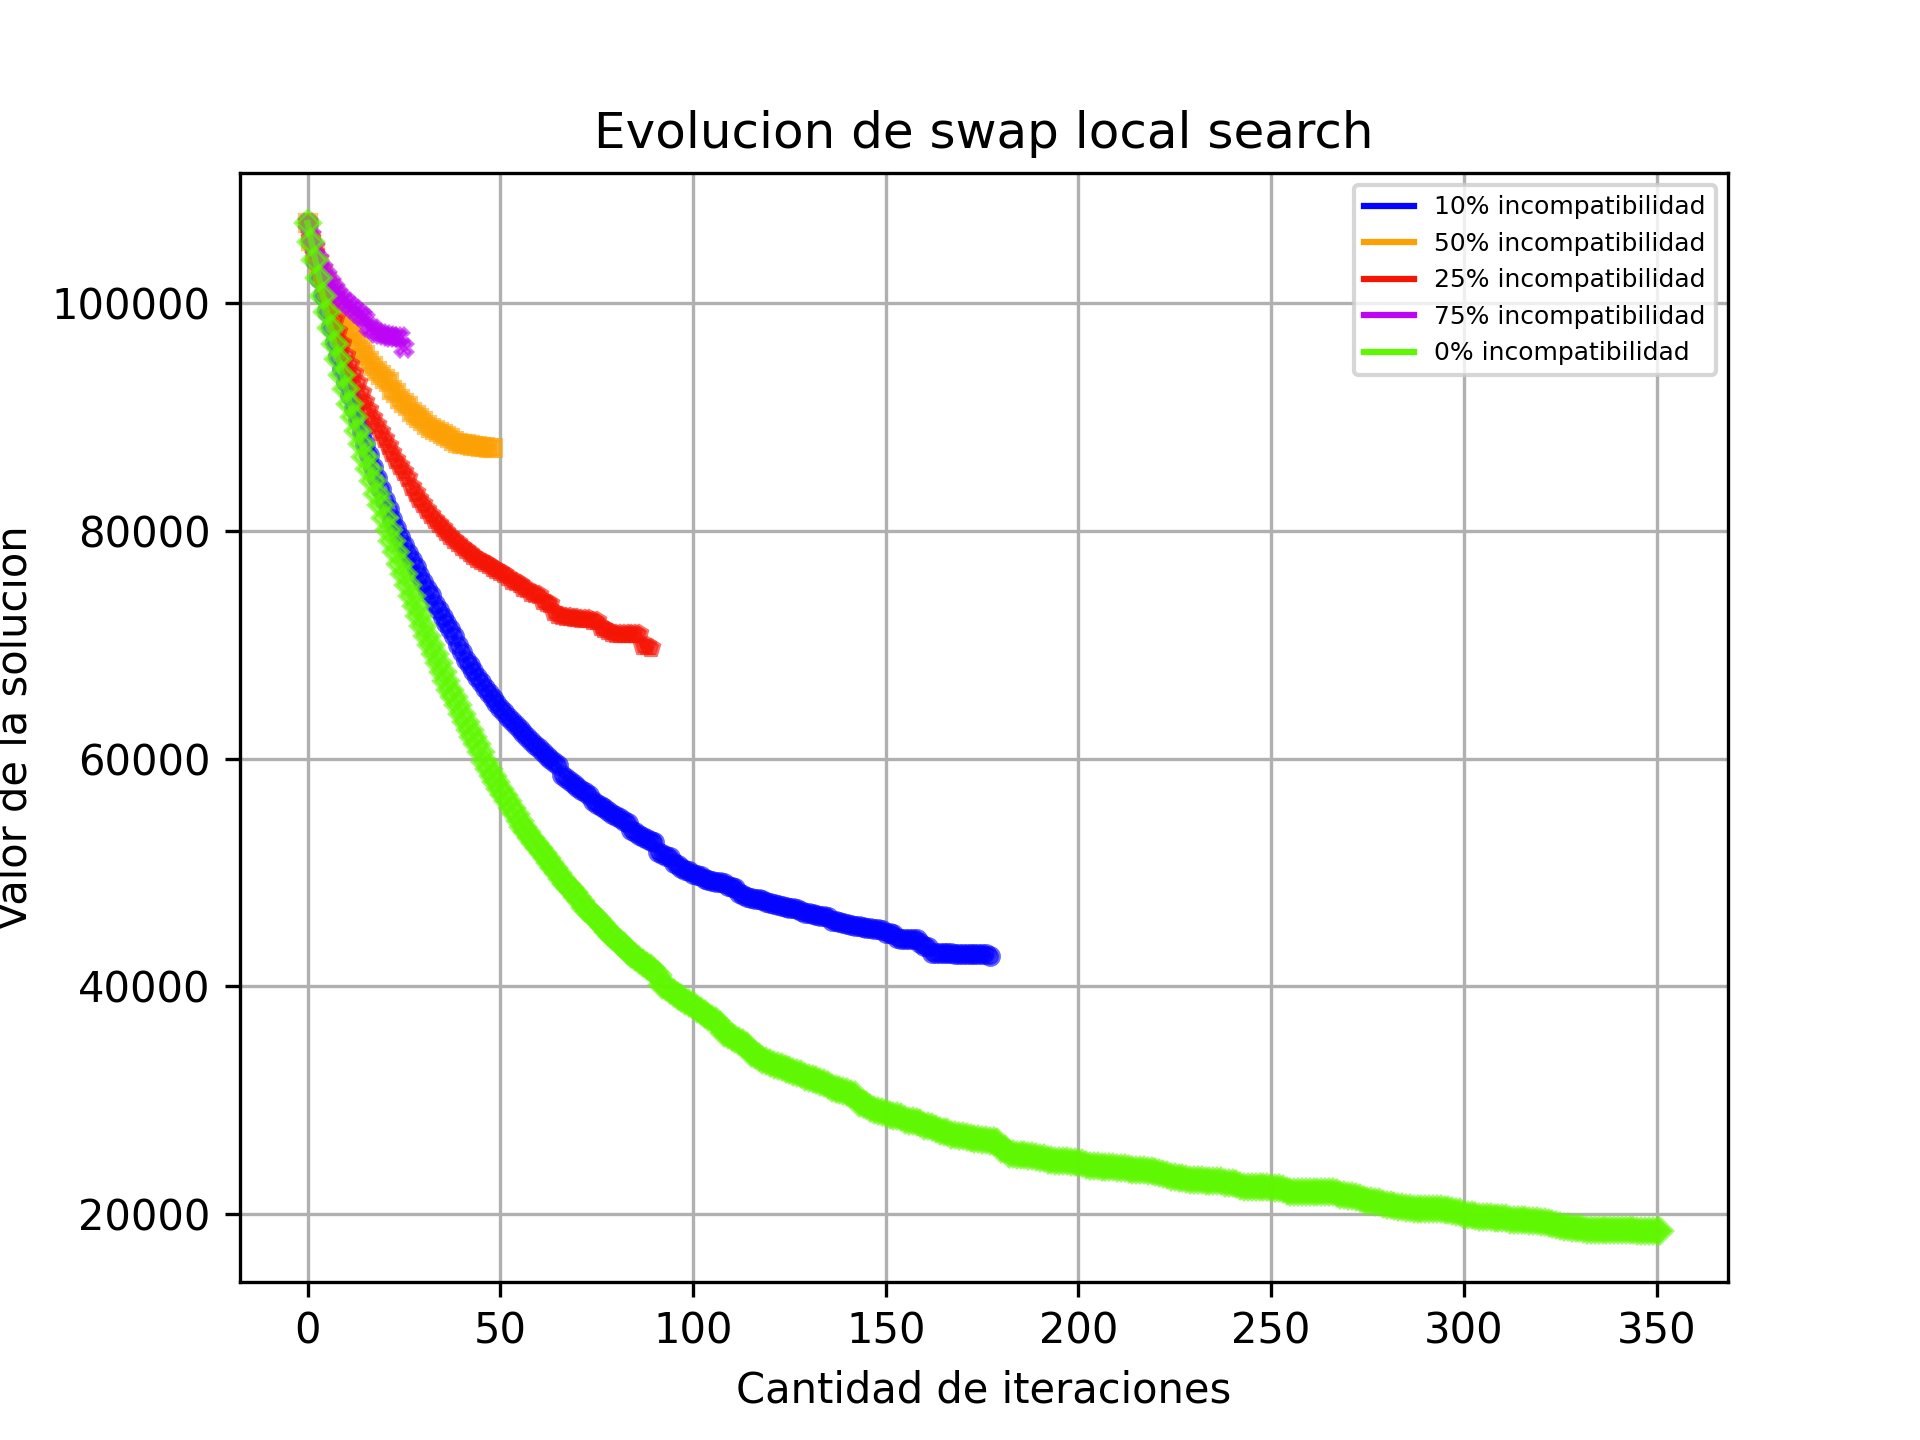 Evolucion de swap local search
10% incompatibilidad
50% incompatibilidad
25% incompatibilidad
75% incompatibilidad
0% incompatibilidad
100000
80000
60000
40000
20000
Valor de la solucion
0 50 100 150 200 250 300 350
Cantidad de iteraciones